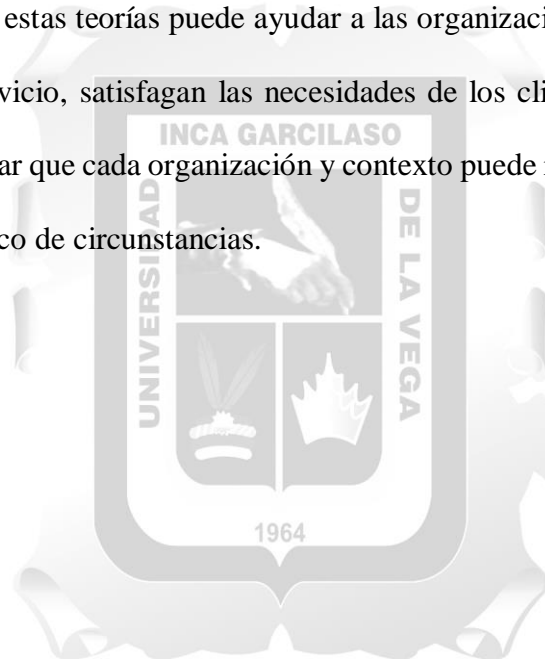 estas teorías puede ayudar a las organizaci
vicio, satisfagan las necesidades de los cli
INCA GARCILASO
ar que cada organización y contexto puede
co de circunstancias.
UNIVERSIDAD
DE LA VEGA
1964